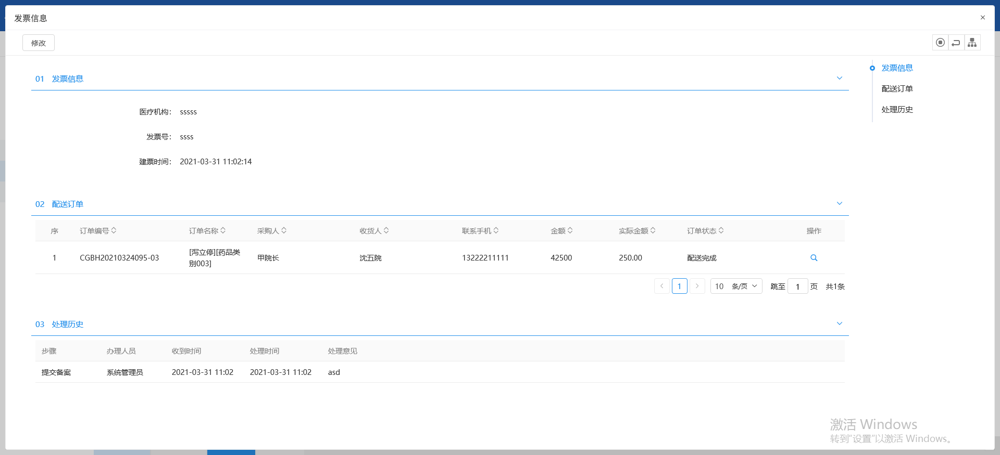 发票信息
修改
发票信息
配送订单
处理历史
01 发票信息
医疗机构： sssss
发票号： ssss
建票时间： 2021-03-31 11:02:14
02 配送订单
序 订单编号 订单名称 采购人 收货人 联系手机 金额 实际金额 订单状态 操作
1 CGBH20210324095-03 [泻立停][药品类别003] 甲院长 沈五院 13222211111 42500 250.00 配送完成
1 10 条/页 跳至 1 页 共1条
03 处理历史
步骤 办理人员 收到时间 处理时间 处理意见
提交备案 系统管理员 2021-03-31 11:02 2021-03-31 11:02 asd
激活 Windows
转到“设置”以激活 Windows。